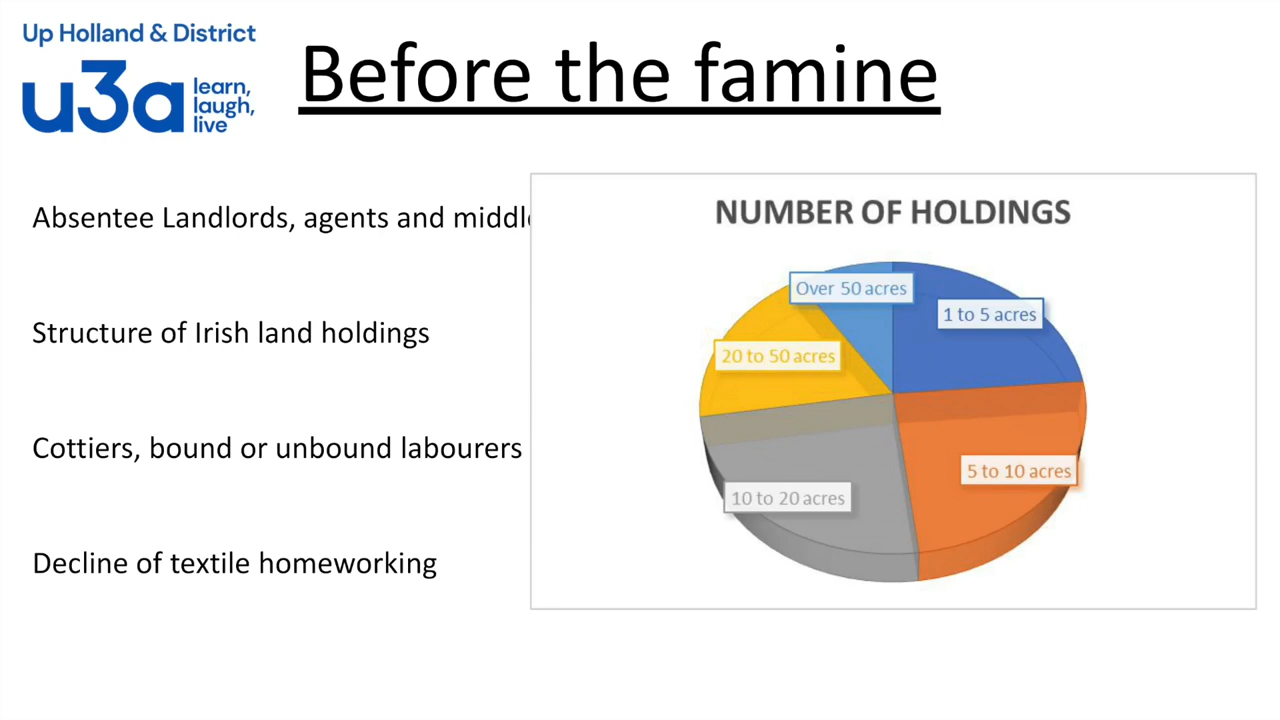 Up Holland & District
u3a
learn,
laugh,
live
Before the famine
Absentee Landlords, agents and
Structure of Irish land holdings
Cottiers, bound or unbound labourers
Decline of textile homeworking
NUMBER OF HOLDINGS
Over 50 acres
1 to 5 acres
20 to 50 acres
5 to 10 acres
10 to 20 acres